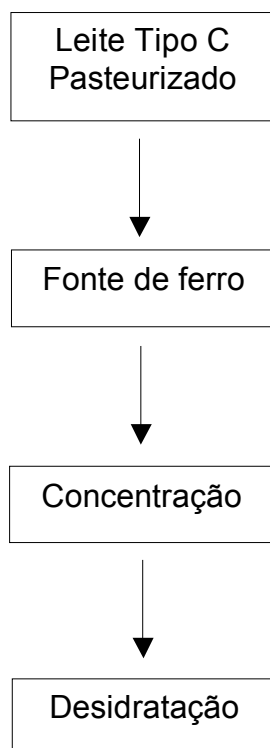 Leite Tipo C
Pasteurizado
Fonte de ferro
Concentração
Desidratação